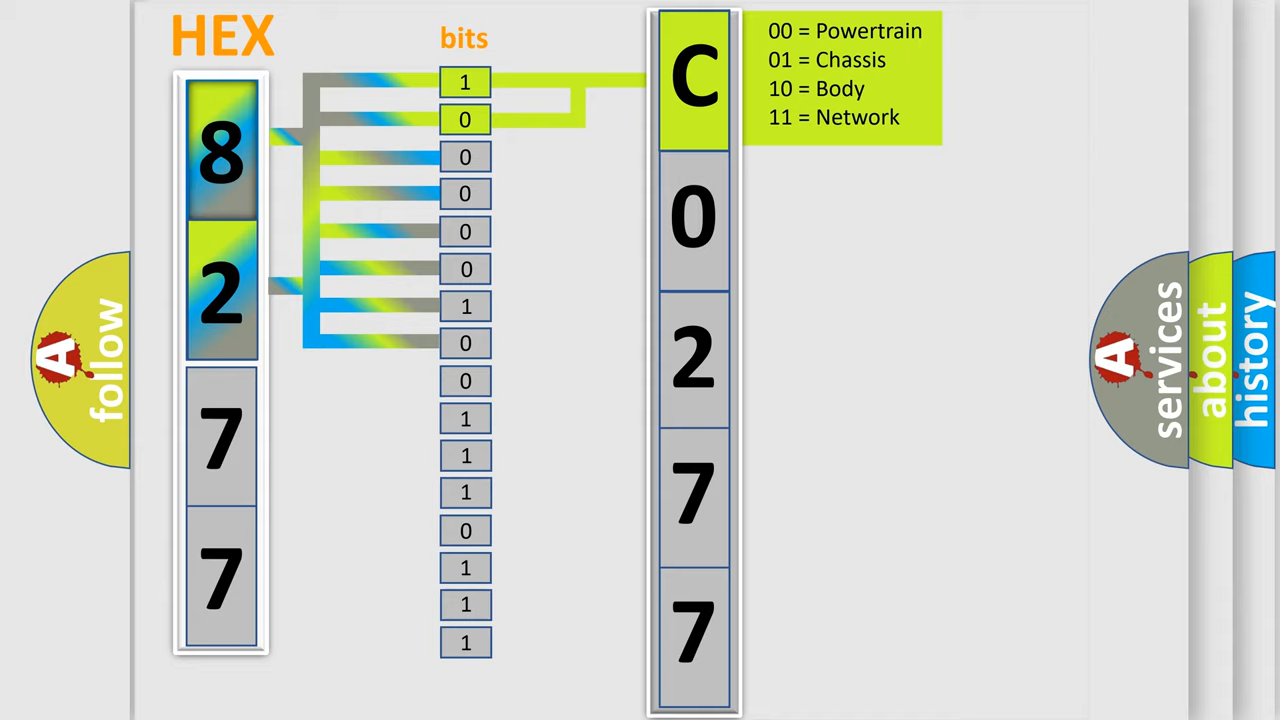 HEX
bits
8
2
7
7
1
0
0
0
0
0
1
0
0
1
1
1
0
1
1
1
C
0
2
7
7
00 = Powertrain
01 = Chassis
10 = Body
11 = Network
A
follow
A
services
about
history